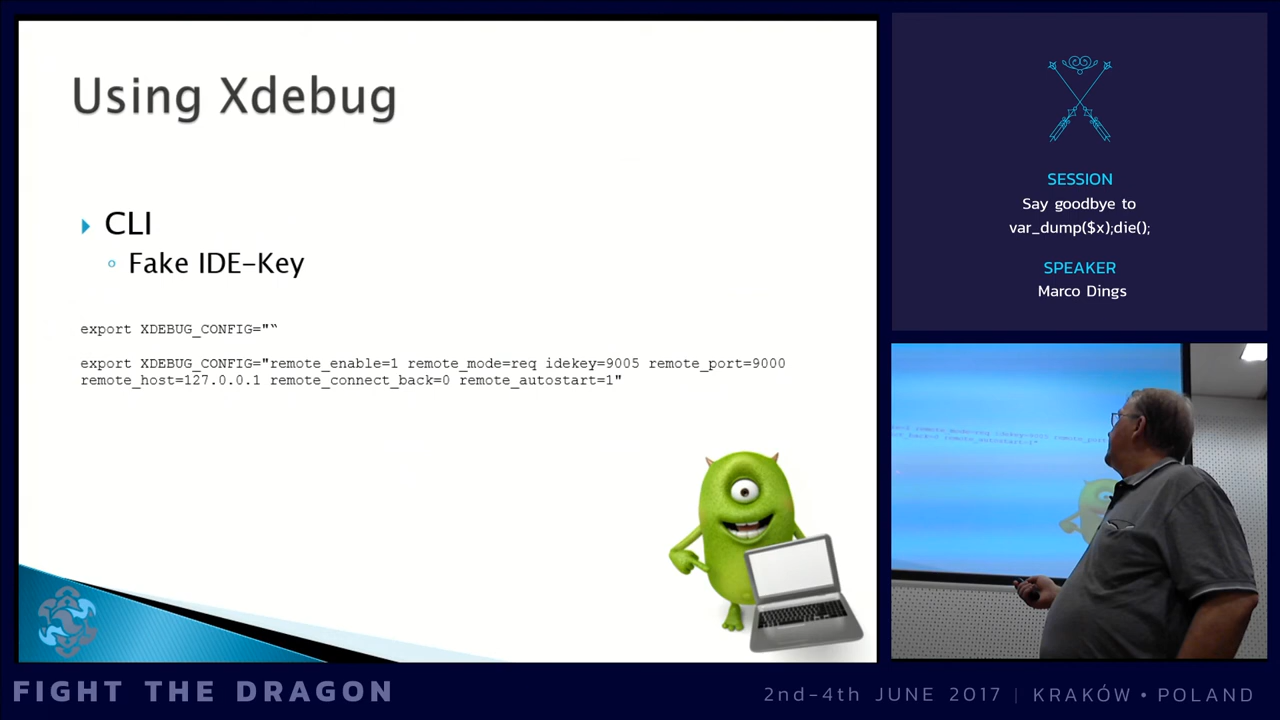 Using Xdebug
CLI
Fake IDE-Key
export XDEBUG_CONFIG="“
export XDEBUG_CONFIG="remote_enable=1 remote_mode=req idekey=9005 remote_port=9000
remote_host=127.0.0.1 remote_connect_back=0 remote_autostart=1"
SESSION
Say goodbye to
var_dump($x);die();
SPEAKER
Marco Dings
FIGHT THE DRAGON
2nd-4th JUNE 2017 | KRAKÓW • POLAND